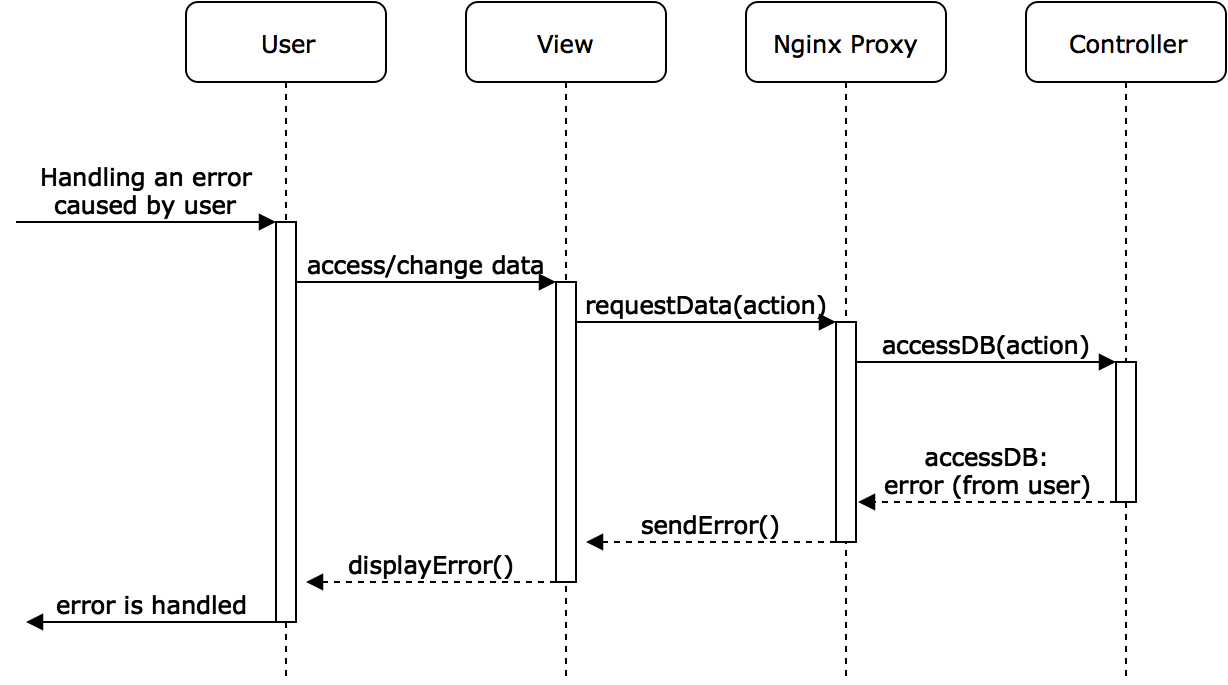 User
View
Nginx Proxy
Controller
Handling an error
caused by user
access/change data
requestData(action)
accessDB(action)
accessDB:
error (from user)
sendError()
displayError()
error is handled